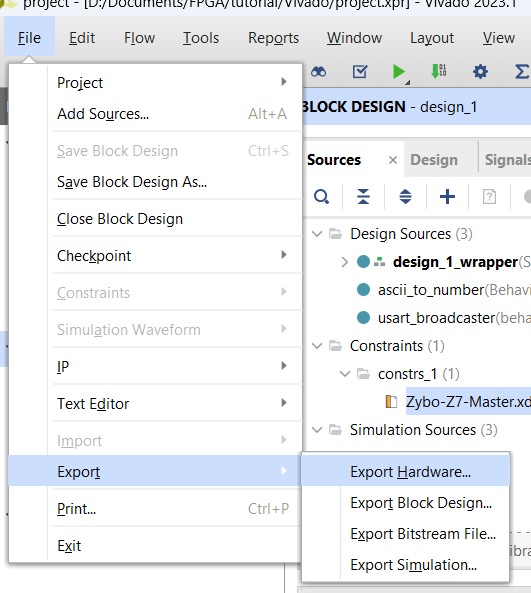 project - [D:/Documents/FPGA/tutorial/Vivado/project.xpr] - Vivado 2023.1
File Edit Flow Tools Reports Window Layout View
Project
Add Sources... Alt+A
Save Block Design Ctrl+S
Save Block Design As...
Close Block Design
Checkpoint
Constraints
Simulation Waveform
IP
Text Editor
Import
Export
Print... Ctrl+P
Exit
BLOCK DESIGN - design_1
Sources × Design Signals
Design Sources (3)
design_1_wrapper(S
ascii_to_number(Behavi
usart_broadcaster(beha
Constraints (1)
constrs_1 (1)
Zybo-Z7-Master.xd
Simulation Sources (3)
Export Hardware...
Export Block Design...
Export Bitstream File...
Export Simulation...